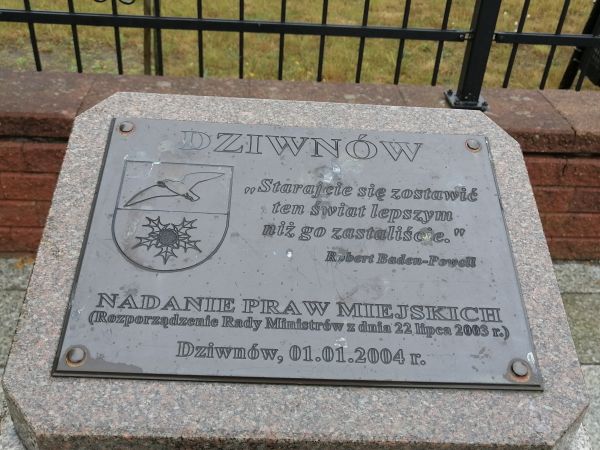 DZIWNÓW
„Starajcie się zostawić
ten świat lepszym
niż go zastaliście."
Robert Baden-Powell
NADANIE PRAW MIEJSKICH
(Rozporządzenie Rady Ministrów z dnia 22 lipca 2003 r.)
Dziwnów, 01.01.2004 r.